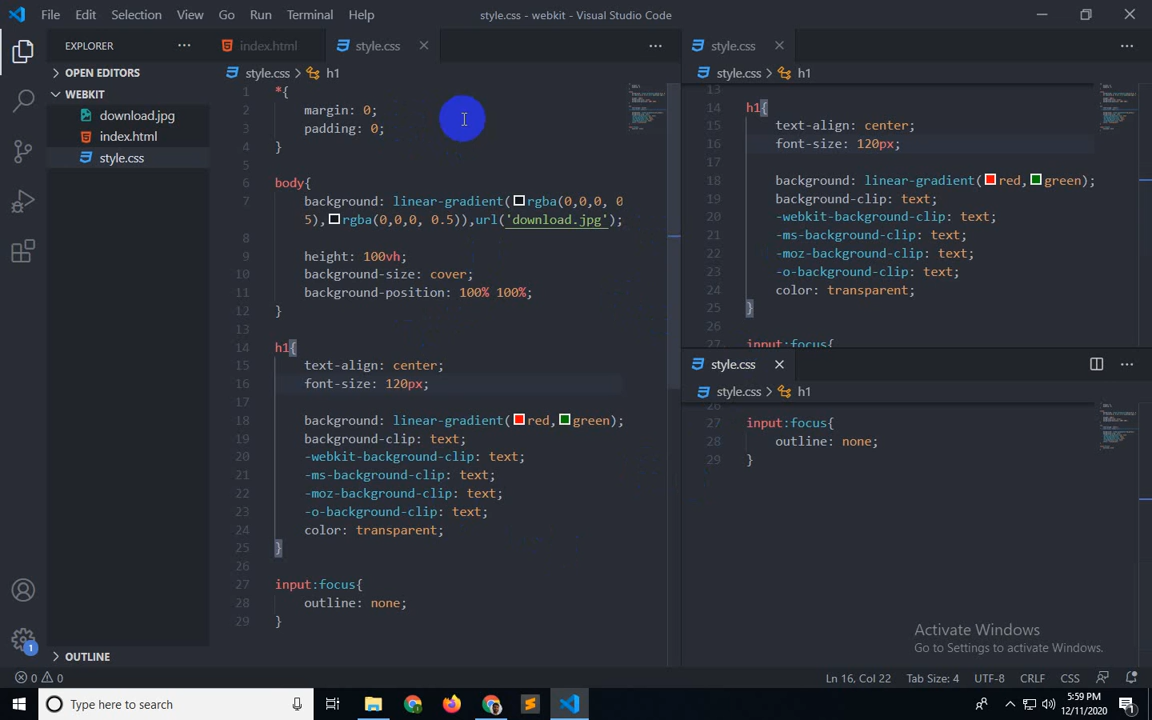 File Edit Selection View Go Run Terminal Help
style.css - webkit - Visual Studio Code
EXPLORER
OPEN EDITORS
WEBKIT
download.jpg
index.html
style.css
OUTLINE
index.html
style.css
style.css > h1
1 *{
2 margin: 0;
3 padding: 0;
4 }
5
6 body{
7 background: linear-gradient(rgba(0,0,0, 0
5),rgba(0,0,0, 0.5)),url('download.jpg');
8
9 height: 100vh;
10 background-size: cover;
11 background-position: 100% 100%;
12 }
13
14 h1{
15 text-align: center;
16 font-size: 120px;
17
18 background: linear-gradient(red,green);
19 background-clip: text;
20 -webkit-background-clip: text;
21 -ms-background-clip: text;
22 -moz-background-clip: text;
23 -o-background-clip: text;
24 color: transparent;
25 }
26
27 input:focus{
28 outline: none;
29 }
style.css
style.css > h1
13
14 h1{
15 text-align: center;
16 font-size: 120px;
17
18 background: linear-gradient(red,green);
19 background-clip: text;
20 -webkit-background-clip: text;
21 -ms-background-clip: text;
22 -moz-background-clip: text;
23 -o-background-clip: text;
24 color: transparent;
25 }
26
27 input:focus{
style.css
style.css > h1
26
27 input:focus{
28 outline: none;
29 }
Activate Windows
Go to Settings to activate Windows.
1
0 0
Ln 16, Col 22 Tab Size: 4 UTF-8 CRLF CSS
Type here to search
5:59 PM
12/11/2020
1